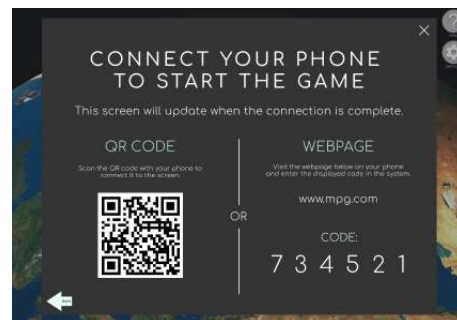 CONNECT YOUR PHONE
TO START THE GAME
This screen will update when the connection is complete.
QR CODE
Scan the QR code with your phone to
connect it to the screen.
OR
WEBPAGE
Visit the webpage below on your phone
and enter the displayed code in the system.
www.mpg.com
CODE:
7 3 4 5 2 1